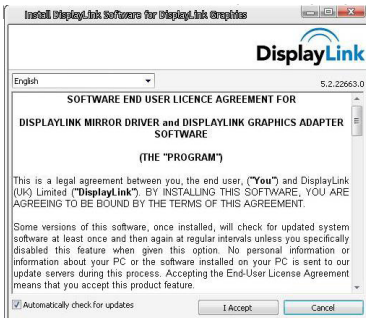 Install DisplayLink Software for DisplayLink Graphics
DisplayLink
English
5.2.22663.0
SOFTWARE END USER LICENCE AGREEMENT FOR
DISPLAYLINK MIRROR DRIVER and DISPLAYLINK GRAPHICS ADAPTER
SOFTWARE
(THE "PROGRAM")
This is a legal agreement between you, the end user, ("You") and DisplayLink
(UK) Limited ("DisplayLink"). BY INSTALLING THIS SOFTWARE, YOU ARE
AGREEING TO BE BOUND BY THE TERMS OF THIS AGREEMENT.
Some versions of this software, once installed, will check for updated system
software at least once and then again at regular intervals unless you specifically
disabled this feature when given this option. No personal information or
information about your PC or the software installed on your PC is sent to our
update servers during this process. Accepting the End-User License Agreement
means that you accept this product feature.
Automatically check for updates
I Accept
Cancel